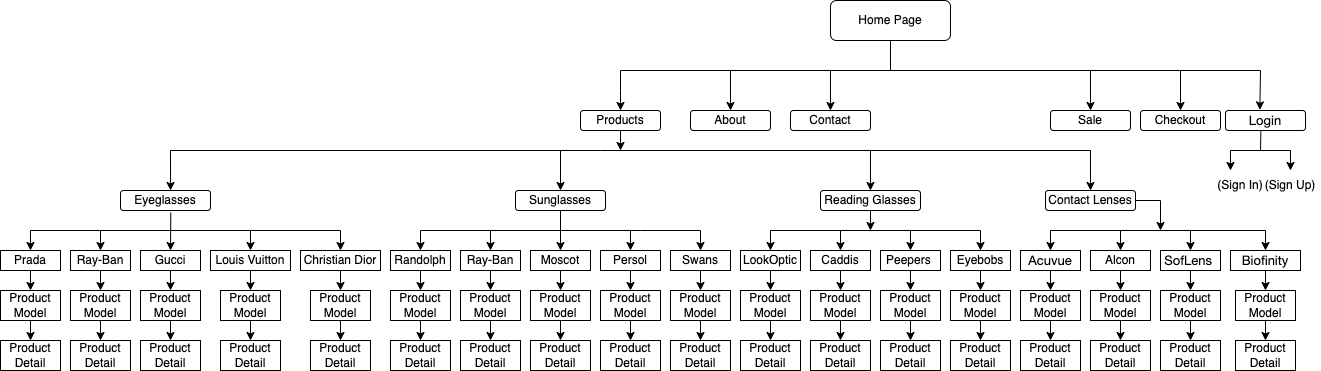 Home Page
Products About Contact Sale Checkout Login
(Sign In) (Sign Up)
Eyeglasses Sunglasses Reading Glasses Contact Lenses
Prada Ray-Ban Gucci Louis Vuitton Christian Dior Randolph Ray-Ban Moscot Persol Swans LookOptic Caddis Peepers Eyebobs Acuvue Alcon SofLens Biofinity
Product Product Product Product Product Product Product Product Product Product Product Product Product Product Product Product Product Product
Model Model Model Model Model Model Model Model Model Model Model Model Model Model Model Model Model Model
Product Product Product Product Product Product Product Product Product Product Product Product Product Product Product Product Product Product
Detail Detail Detail Detail Detail Detail Detail Detail Detail Detail Detail Detail Detail Detail Detail Detail Detail Detail